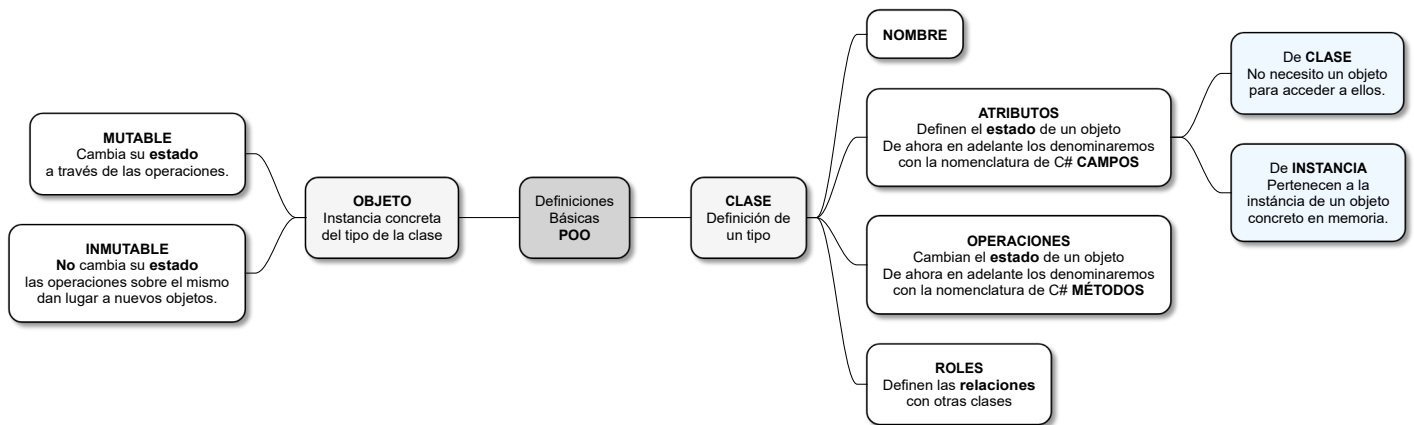 MUTABLE
Cambia su estado
a través de las operaciones.
INMUTABLE
No cambia su estado
las operaciones sobre el mismo
dan lugar a nuevos objetos.
OBJETO
Instancia concreta
del tipo de la clase
Definiciones
Básicas
POO
CLASE
Definición de
un tipo
NOMBRE
ATRIBUTOS
Definen el estado de un objeto
De ahora en adelante los denominaremos
con la nomenclatura de C# CAMPOS
OPERACIONES
Cambian el estado de un objeto
De ahora en adelante los denominaremos
con la nomenclatura de C# MÉTODOS
ROLES
Definen las relaciones
con otras clases
De CLASE
No necesito un objeto
para acceder a ellos.
De INSTANCIA
Pertenecen a la
instáncia de un objeto
concreto en memoria.